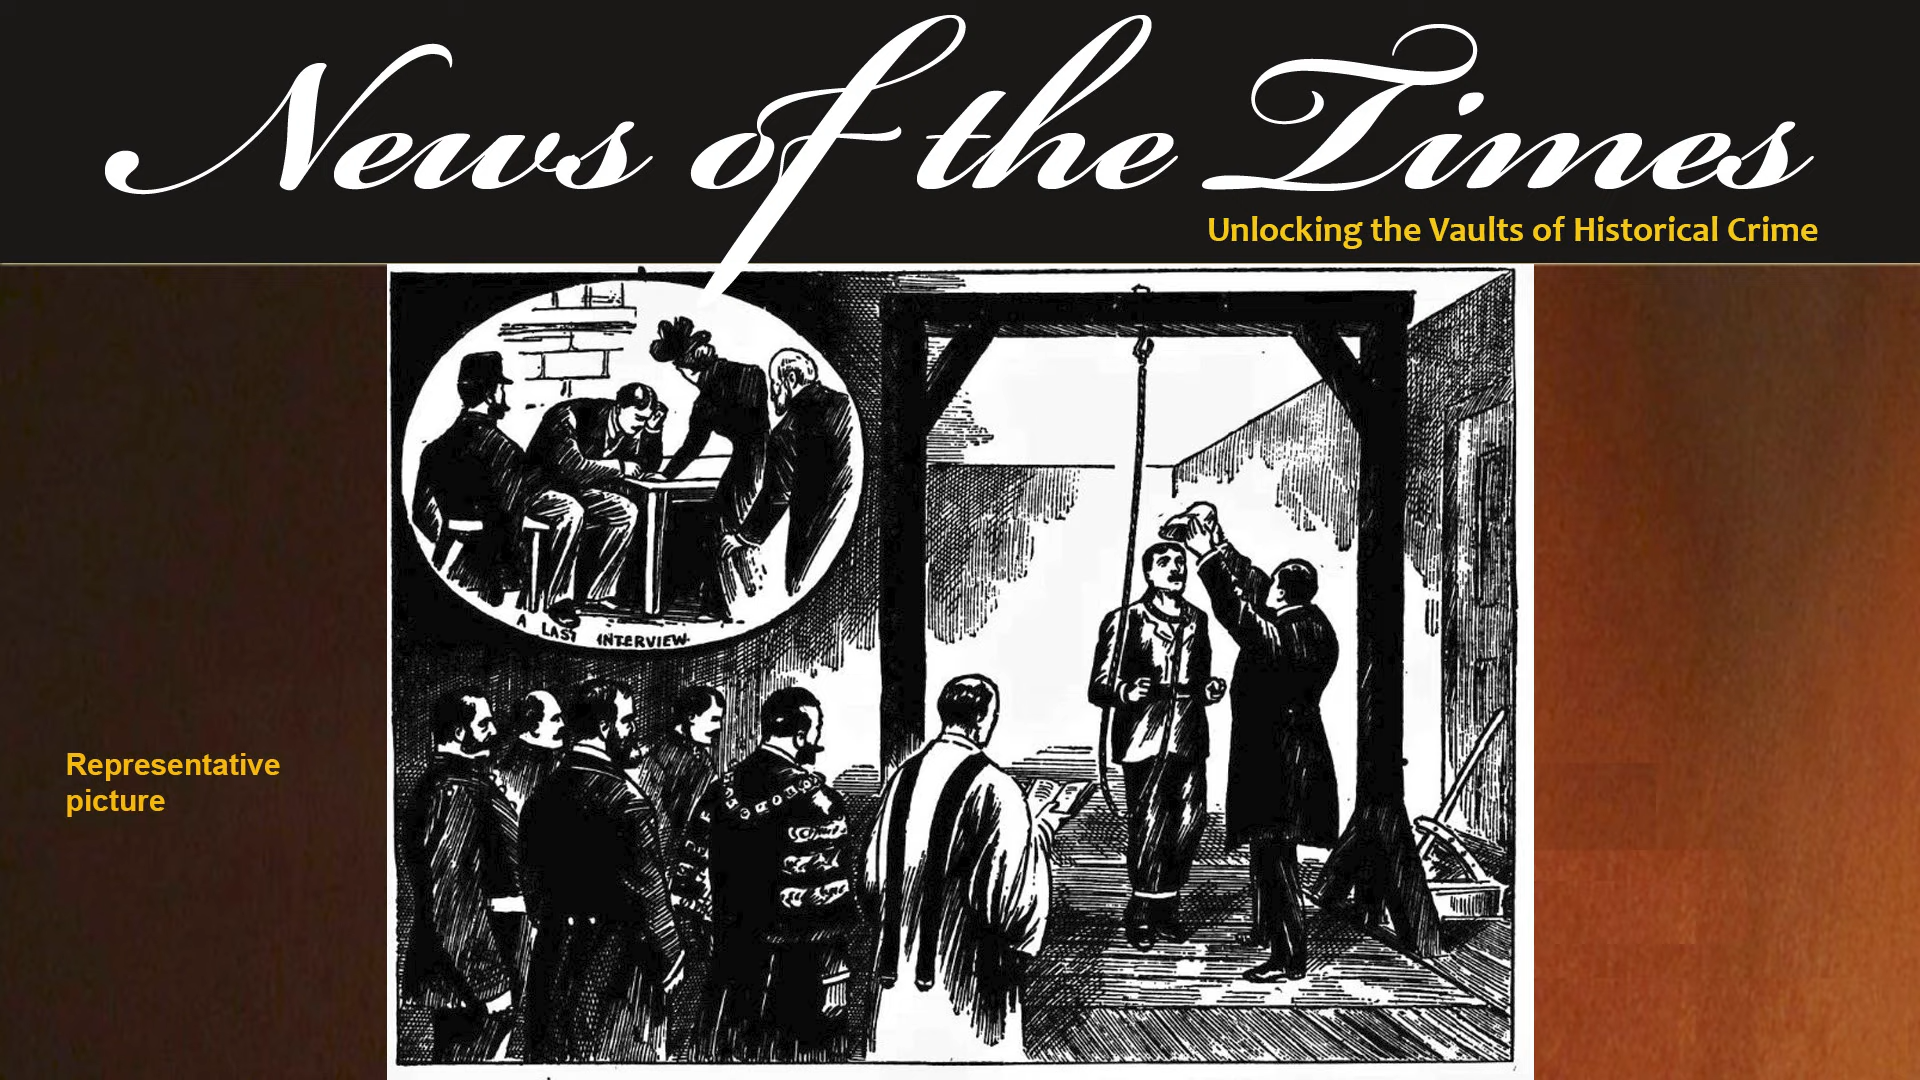 News of the Times
Unlocking the Vaults of Historical Crime
A LAST INTERVIEW.
Representative
picture